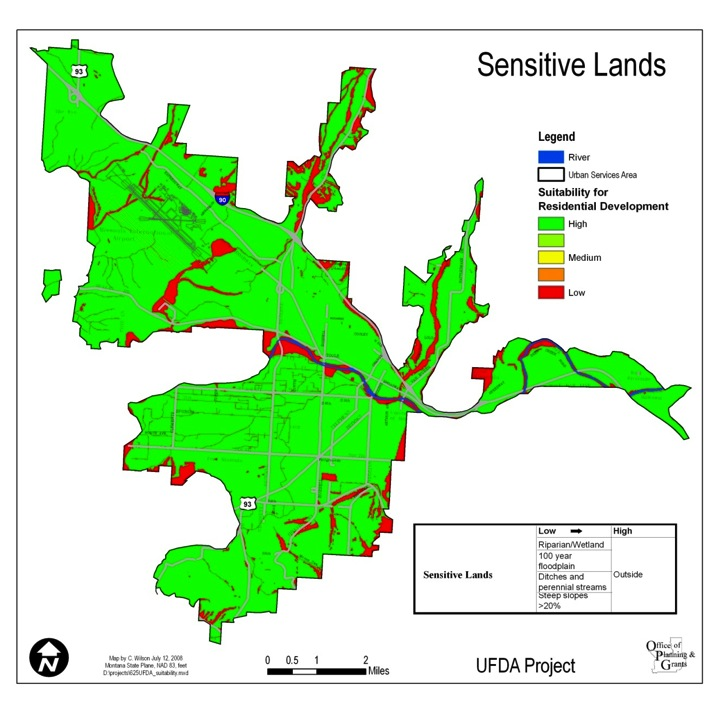 Sensitive Lands
93
90
Legend
River
Urban Services Area
Suitability for
Residential Development
High
Medium
Low
93
Low
High
Riparian/Wetland
100 year
floodplain
Sensitive Lands
Outside
Ditches and
perennial streams
Steep slopes
>20%
N
Map by C. Wilson July 12, 2008
Montana State Plane, NAD 83, feet
D:\projects\625UFDA_suitability.mxd
0 0.5 1 2
Miles
UFDA Project
Office of
Planning &
Grants